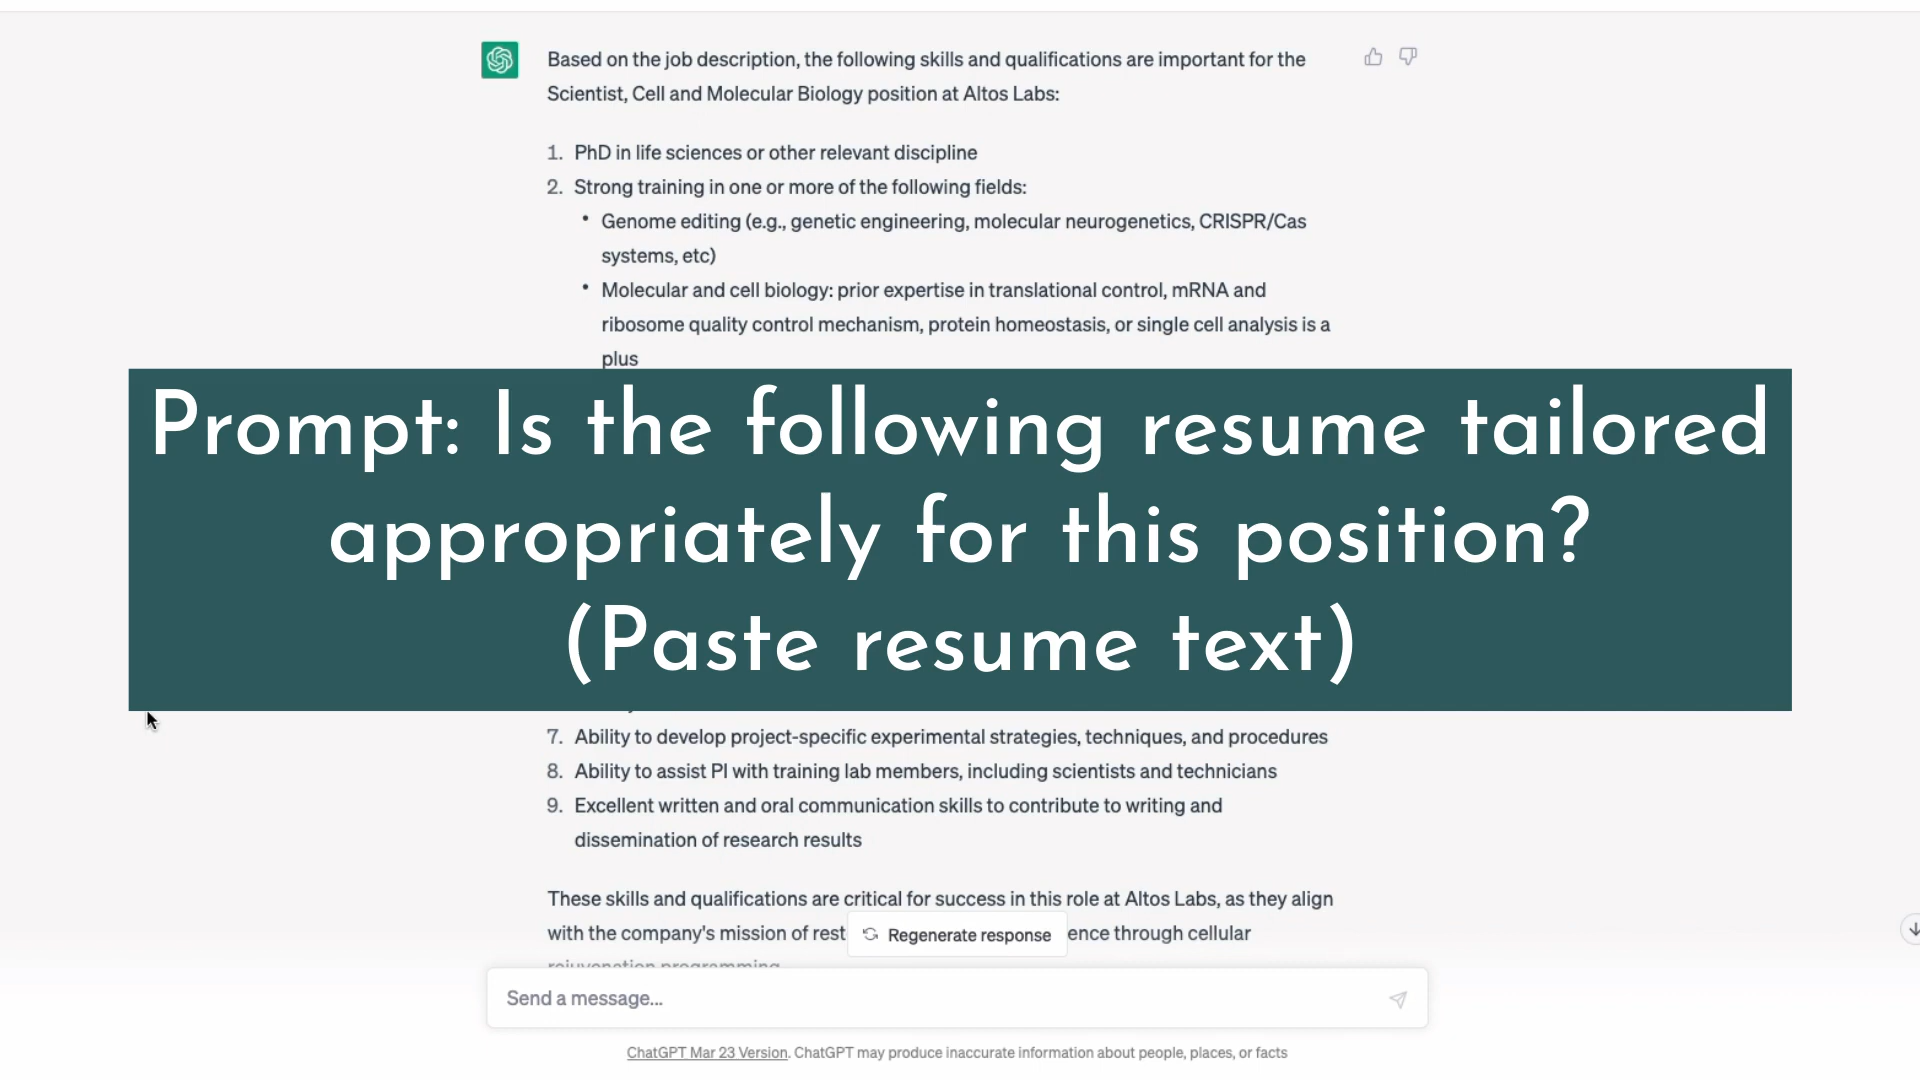 Based on the job description, the following skills and qualifications are important for the
Scientist, Cell and Molecular Biology position at Altos Labs:
1. PhD in life sciences or other relevant discipline
2. Strong training in one or more of the following fields:
• Genome editing (e.g., genetic engineering, molecular neurogenetics, CRISPR/Cas
systems, etc)
• Molecular and cell biology: prior expertise in translational control, mRNA and
ribosome quality control mechanism, protein homeostasis, or single cell analysis is a
plus
Prompt: Is the following resume tailored
appropriately for this position?
(Paste resume text)
7. Ability to develop project-specific experimental strategies, techniques, and procedures
8. Ability to assist PI with training lab members, including scientists and technicians
9. Excellent written and oral communication skills to contribute to writing and
dissemination of research results
These skills and qualifications are critical for success in this role at Altos Labs, as they align
with the company's mission of rest
Regenerate response
ence through cellular
rejuvenation programming.
Send a message...
ChatGPT Mar 23 Version. ChatGPT may produce inaccurate information about people, places, or facts